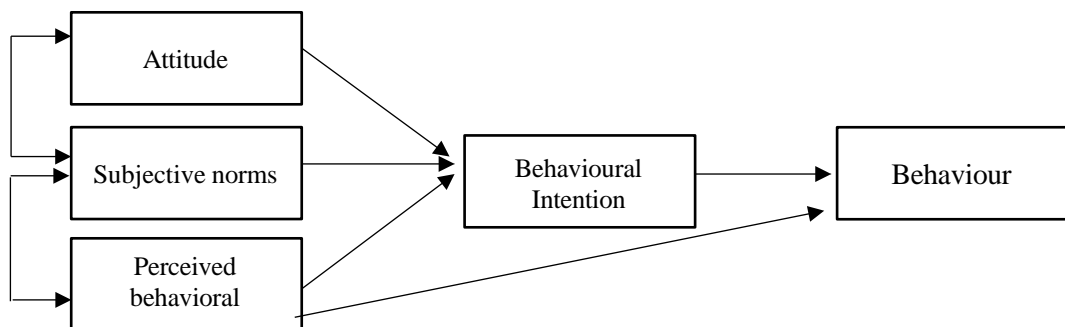 Attitude
Subjective norms
Perceived
behavioral
Behavioural
Intention
Behaviour